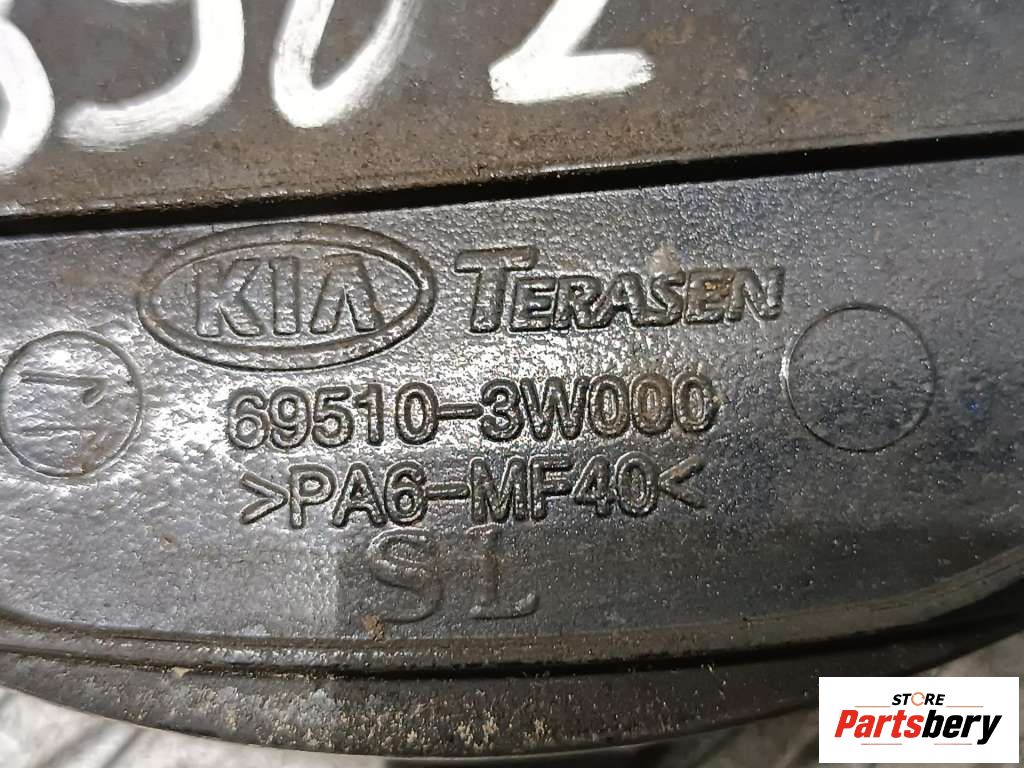 KIA TERASEN
69510-3W000
>PA6-MF40<
SL
STORE
Partsbery